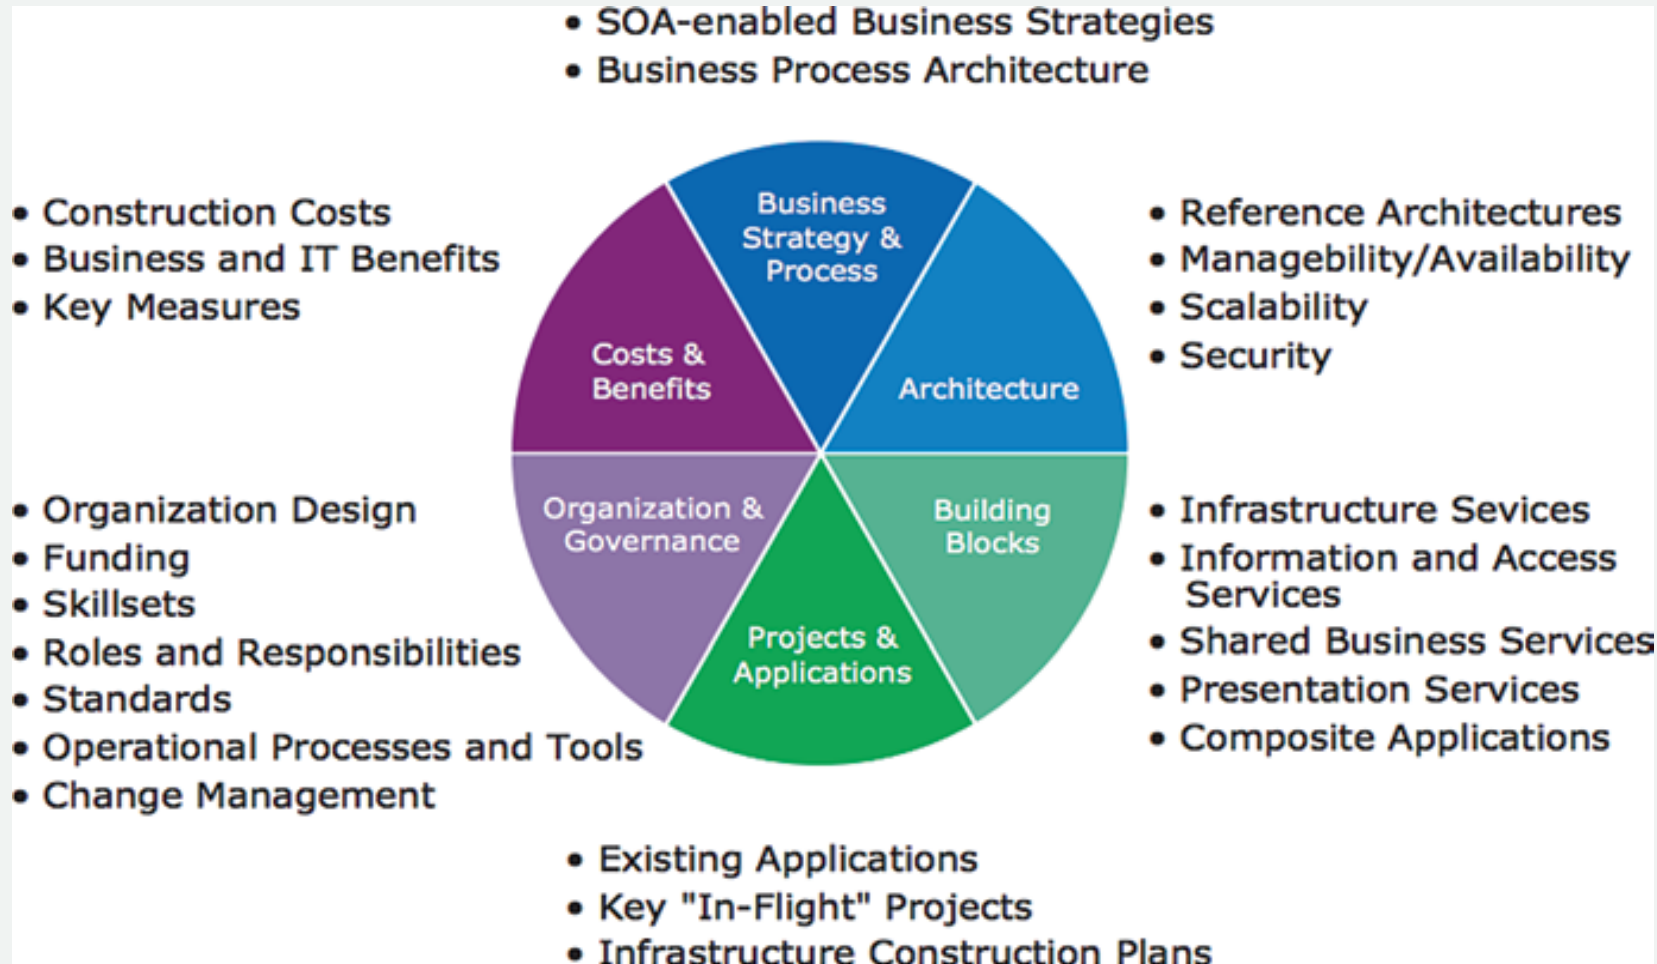 • SOA-enabled Business Strategies
• Business Process Architecture
• Construction Costs
• Business and IT Benefits
• Key Measures
Business
Strategy &
Process
• Reference Architectures
• Managebility/Availability
• Scalability
• Security
Costs &
Benefits
Architecture
• Organization Design
• Funding
• Skillsets
• Roles and Responsibilities
• Standards
• Operational Processes and Tools
• Change Management
Organization &
Governance
Building
Blocks
Projects &
Applications
• Infrastructure Sevices
• Information and Access
Services
• Shared Business Services
• Presentation Services
• Composite Applications
• Existing Applications
• Key "In-Flight" Projects
• Infrastructure Construction Plans